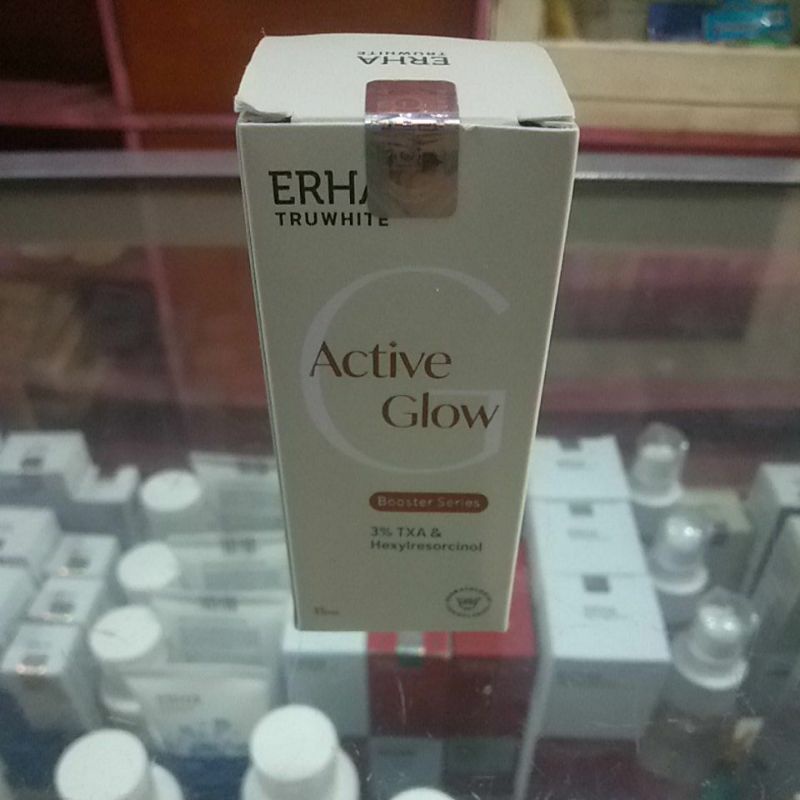 ERHA
TRUWHITE
ERHA
TRUWHITE
Active
Glow
Booster Series
3% TXA &
Hexylresorcinol